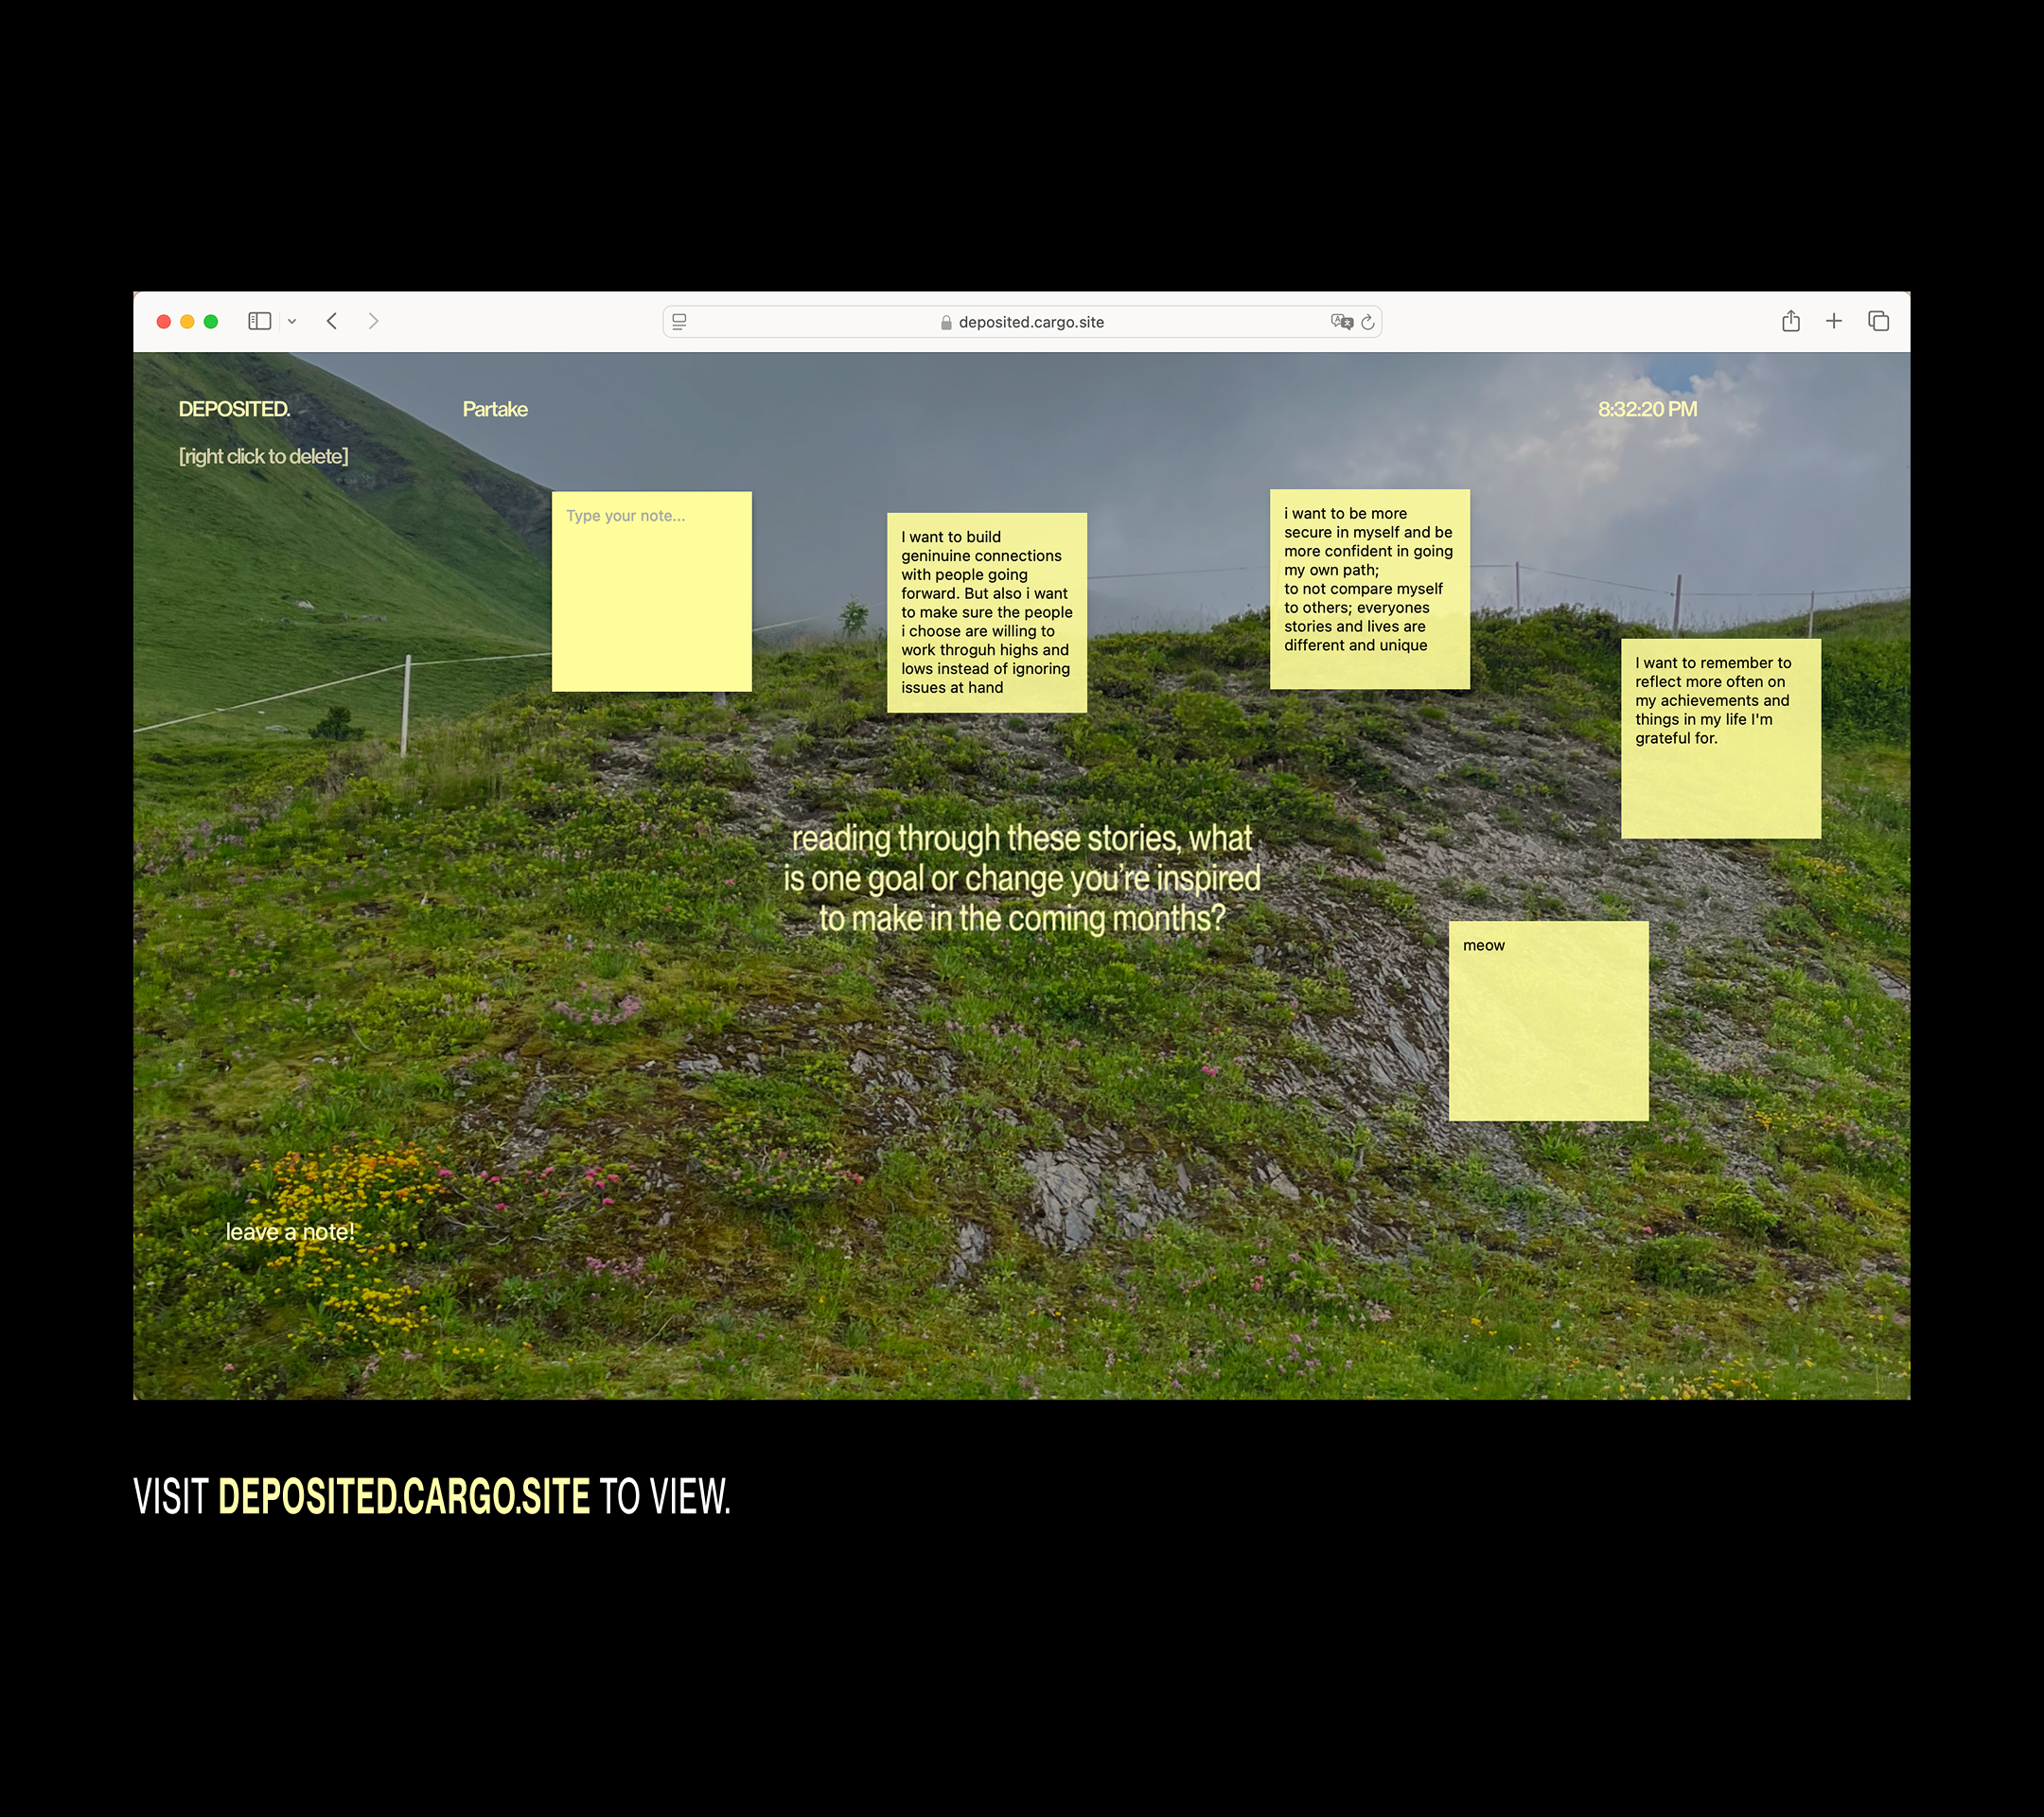 deposited.cargo.site
DEPOSITED.
Partake
8:32:20 PM
[right click to delete]
Type your note...
I want to build
geninuine connections
with people going
forward. But also i want
to make sure the people
i choose are willing to
work throguh highs and
lows instead of ignoring
issues at hand
i want to be more
secure in myself and be
more confident in going
my own path;
to not compare myself
to others; everyones
stories and lives are
different and unique
I want to remember to
reflect more often on
my achievements and
things in my life I'm
grateful for.
reading through these stories, what
is one goal or change you’re inspired
to make in the coming months?
meow
leave a note!
VISIT DEPOSITED.CARGO.SITE TO VIEW.